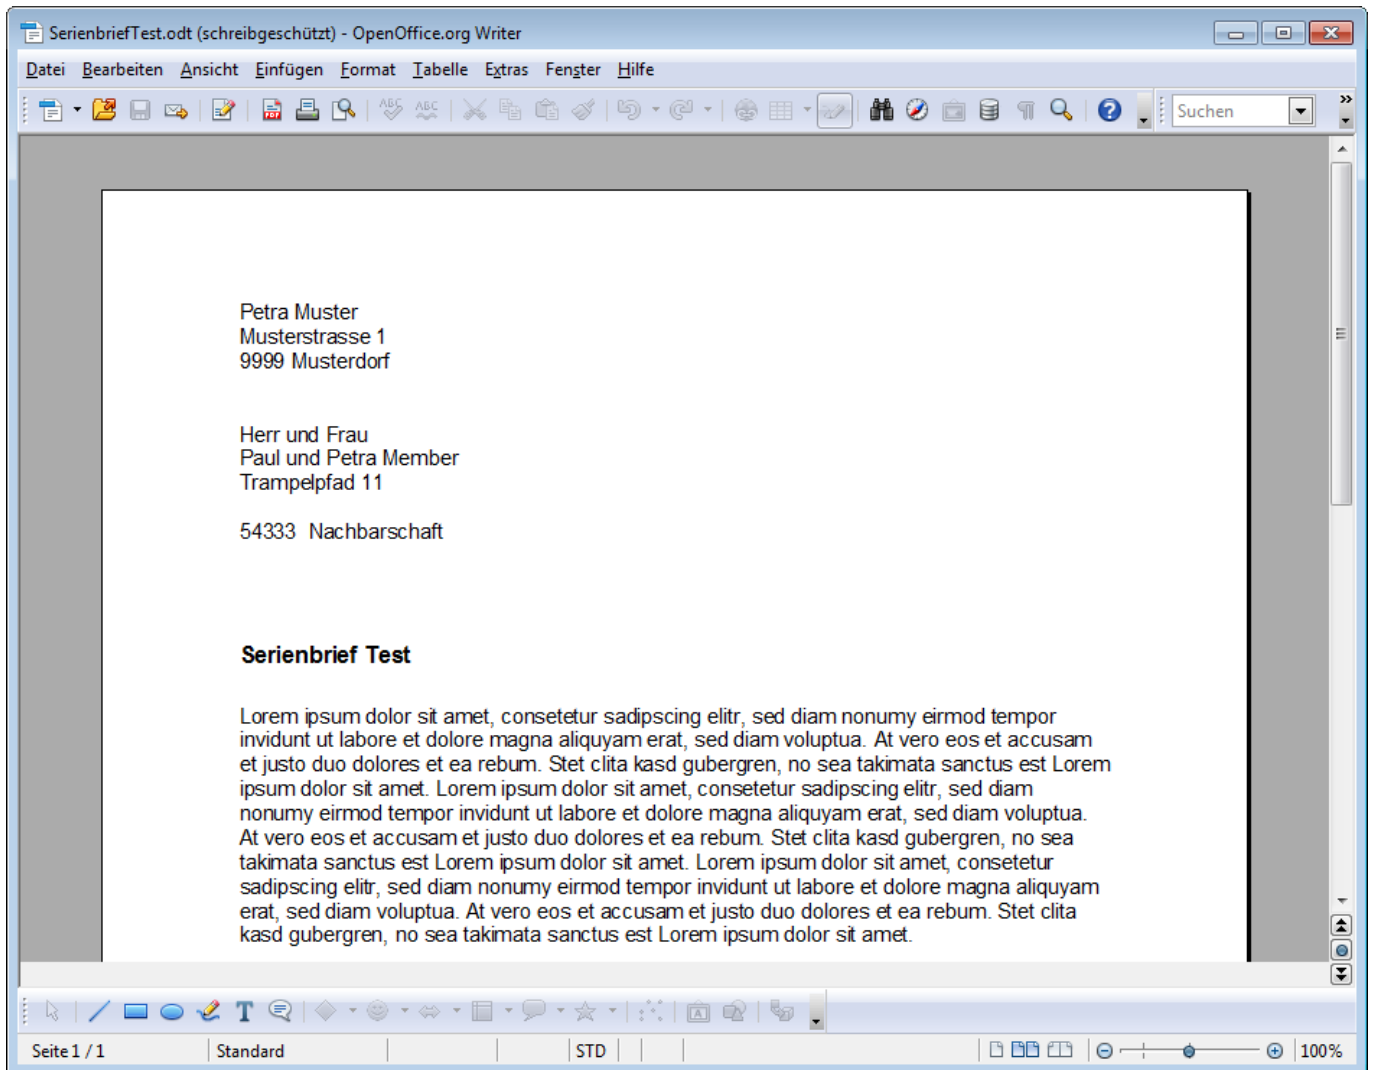 SerienbriefTest.odt (schreibgeschützt) - OpenOffice.org Writer
Datei Bearbeiten Ansicht Einfügen Format Tabelle Extras Fenster Hilfe
Suchen
Petra Muster
Musterstrasse 1
9999 Musterdorf
Herr und Frau
Paul und Petra Member
Trampelpfad 11
54333 Nachbarschaft
Serienbrief Test
Lorem ipsum dolor sit amet, consetetur sadipscing elitr, sed diam nonumy eirmod tempor
invidunt ut labore et dolore magna aliquyam erat, sed diam voluptua. At vero eos et accusam
et justo duo dolores et ea rebum. Stet clita kasd gubergren, no sea takimata sanctus est Lorem
ipsum dolor sit amet. Lorem ipsum dolor sit amet, consetetur sadipscing elitr, sed diam
nonumy eirmod tempor invidunt ut labore et dolore magna aliquyam erat, sed diam voluptua.
At vero eos et accusam et justo duo dolores et ea rebum. Stet clita kasd gubergren, no sea
takimata sanctus est Lorem ipsum dolor sit amet. Lorem ipsum dolor sit amet, consetetur
sadipscing elitr, sed diam nonumy eirmod tempor invidunt ut labore et dolore magna aliquyam
erat, sed diam voluptua. At vero eos et accusam et justo duo dolores et ea rebum. Stet clita
kasd gubergren, no sea takimata sanctus est Lorem ipsum dolor sit amet.
Seite 1 / 1 Standard STD 100%